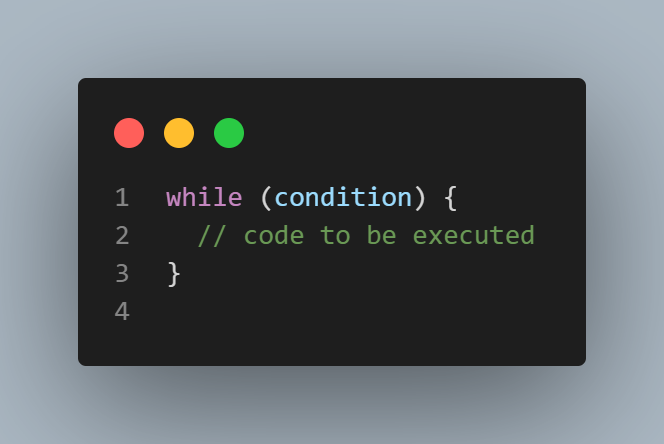 1 while (condition) {
2 // code to be executed
3 }
4